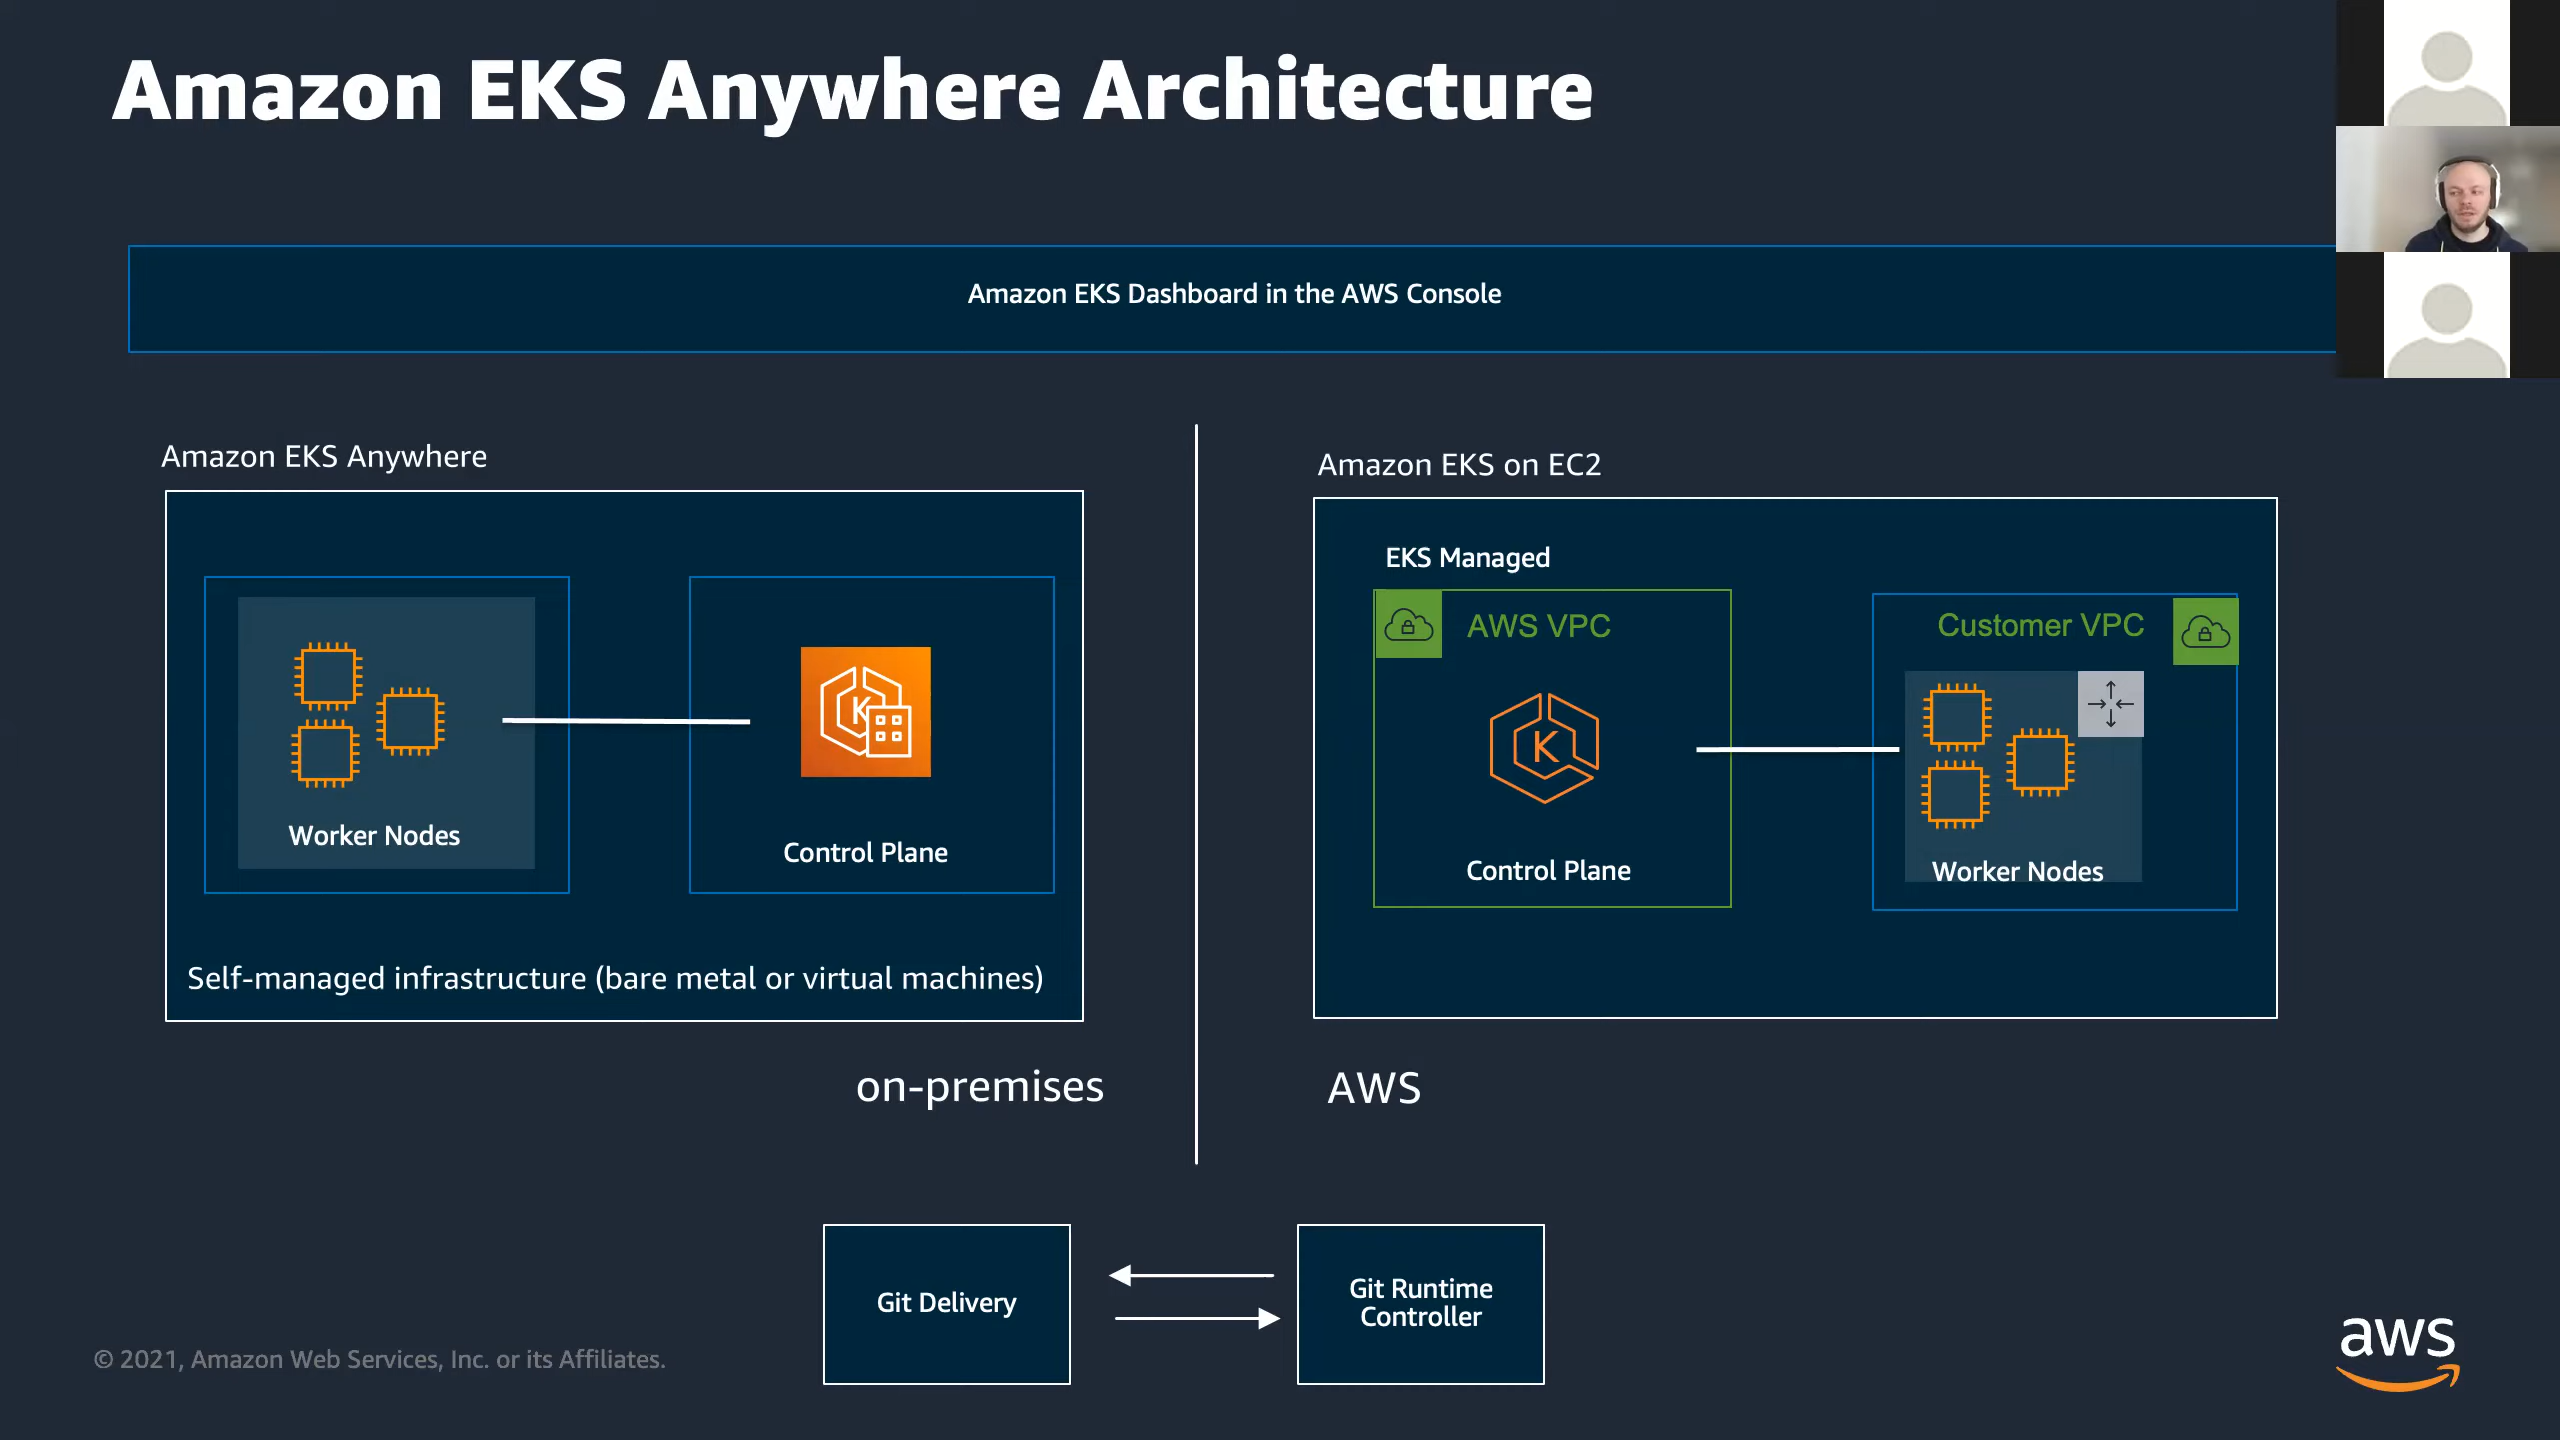 Amazon EKS Anywhere Architecture
Amazon EKS Dashboard in the AWS Console
Amazon EKS Anywhere
Worker Nodes
K
Control Plane
Self-managed infrastructure (bare metal or virtual machines)
on-premises
Amazon EKS on EC2
EKS Managed
AWS VPC
K
Control Plane
Customer VPC
Worker Nodes
AWS
Git Delivery
Git Runtime
Controller
© 2021, Amazon Web Services, Inc. or its Affiliates.
aws